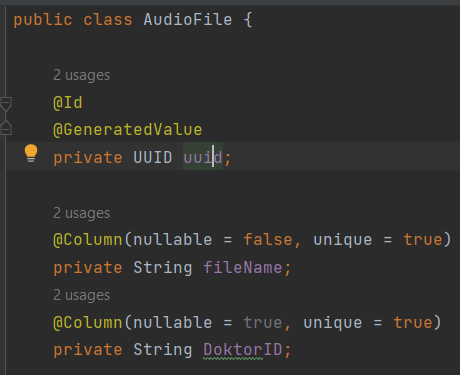 public class AudioFile {
2 usages
@Id
@GeneratedValue
private UUID uuid;
2 usages
@Column(nullable = false, unique = true)
private String fileName;
2 usages
@Column(nullable = true, unique = true)
private String DoktorID;